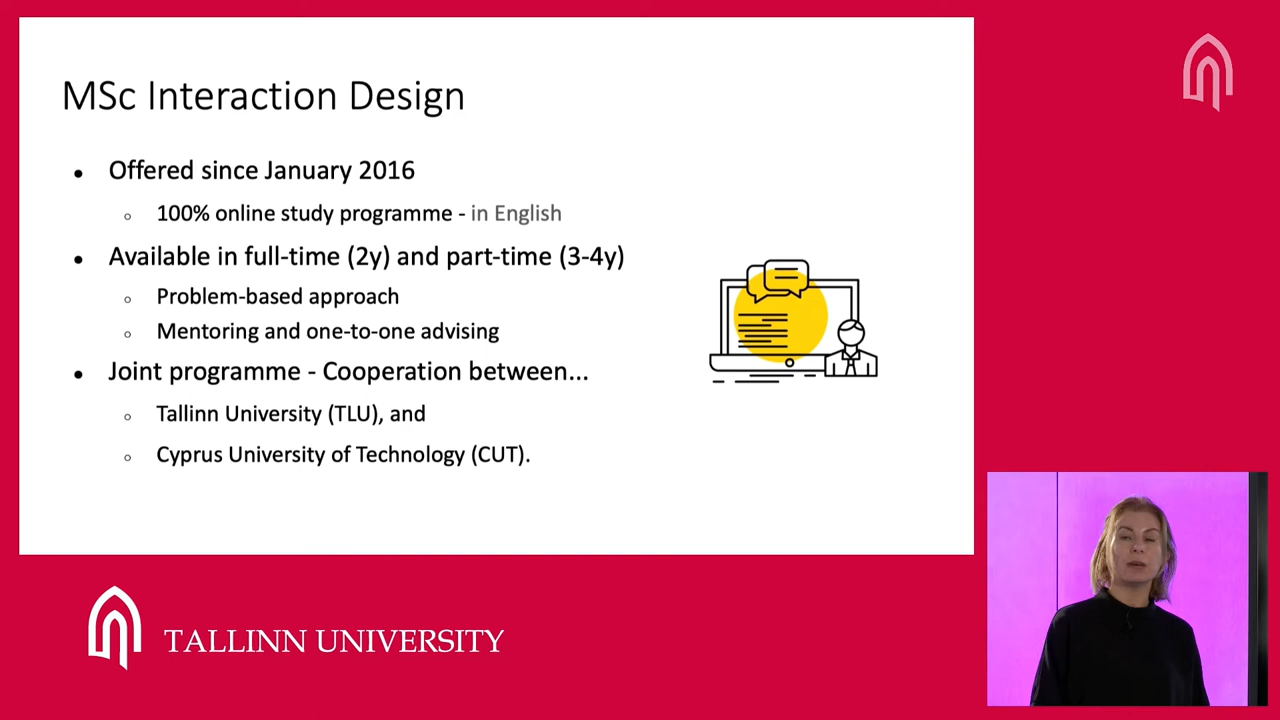 MSc Interaction Design
• Offered since January 2016
○ 100% online study programme - in English
• Available in full-time (2y) and part-time (3-4y)
○ Problem-based approach
○ Mentoring and one-to-one advising
• Joint programme - Cooperation between...
○ Tallinn University (TLU), and
○ Cyprus University of Technology (CUT).
TALLINN UNIVERSITY